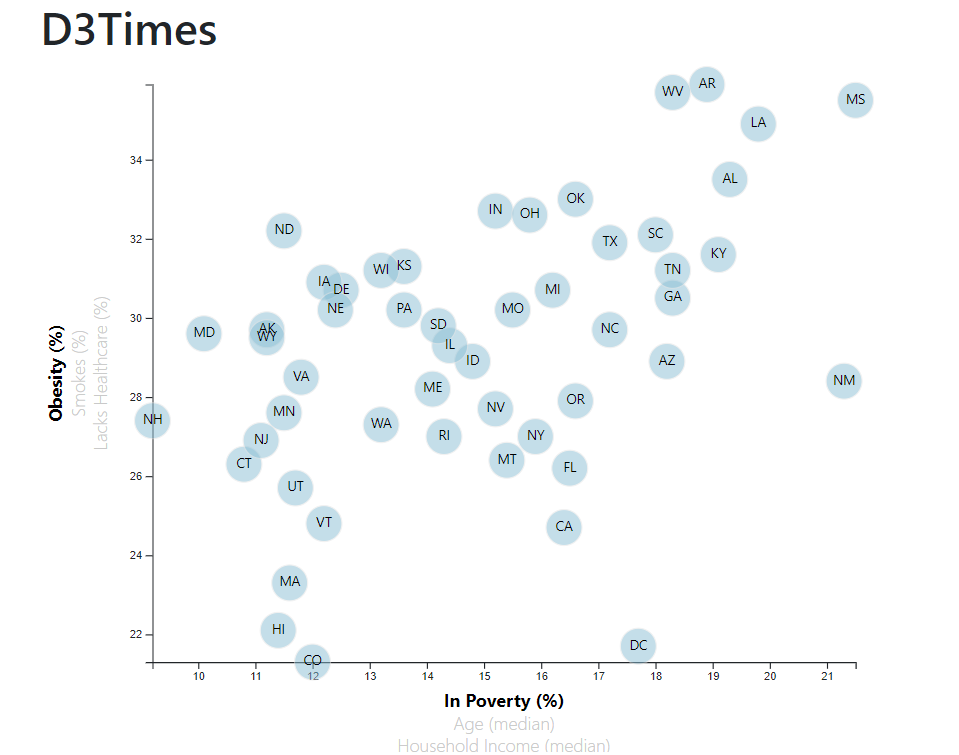 D3Times
WV AR
MS
LA
34
AL
OK
IN OH
ND
SC
32
TX
KY
WI KS
TN
IA
DE
MI
GA
NE
PA
MO
30
SD
AK
NC
MD
WY
IL
ID
AZ
VA
NM
ME
28
OR
NV
MN
NH
WA
NJ
RI
NY
CT
MT
FL
26
UT
VT
CA
24
MA
HI
DC
22
CO
Obesity (%)
Smokes (%)
Lacks Healthcare (%)
10 11 12 13 14 15 16 17 18 19 20 21
In Poverty (%)
Age (median)
Household Income (median)